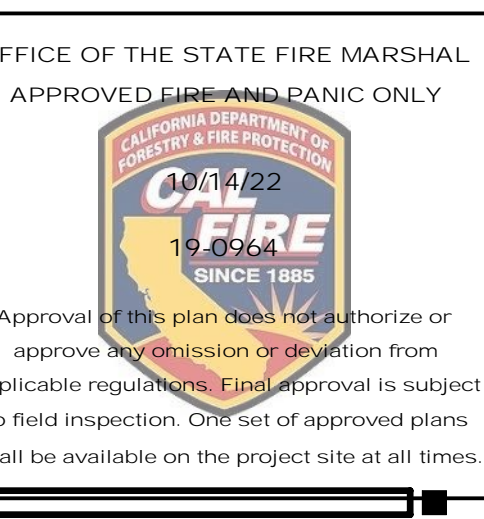 FFICE OF THE STATE FIRE MARSHAL
APPROVED FIRE AND PANIC ONLY
CALIFORNIA DEPARTMENT OF
FORESTRY & FIRE PROTECTION
CAL
10/14/22
FIRE
19-0964
SINCE 1885
Approval of this plan does not authorize or
approve any omission or deviation from
plicable regulations. Final approval is subject
o field inspection. One set of approved plans
all be available on the project site at all times.